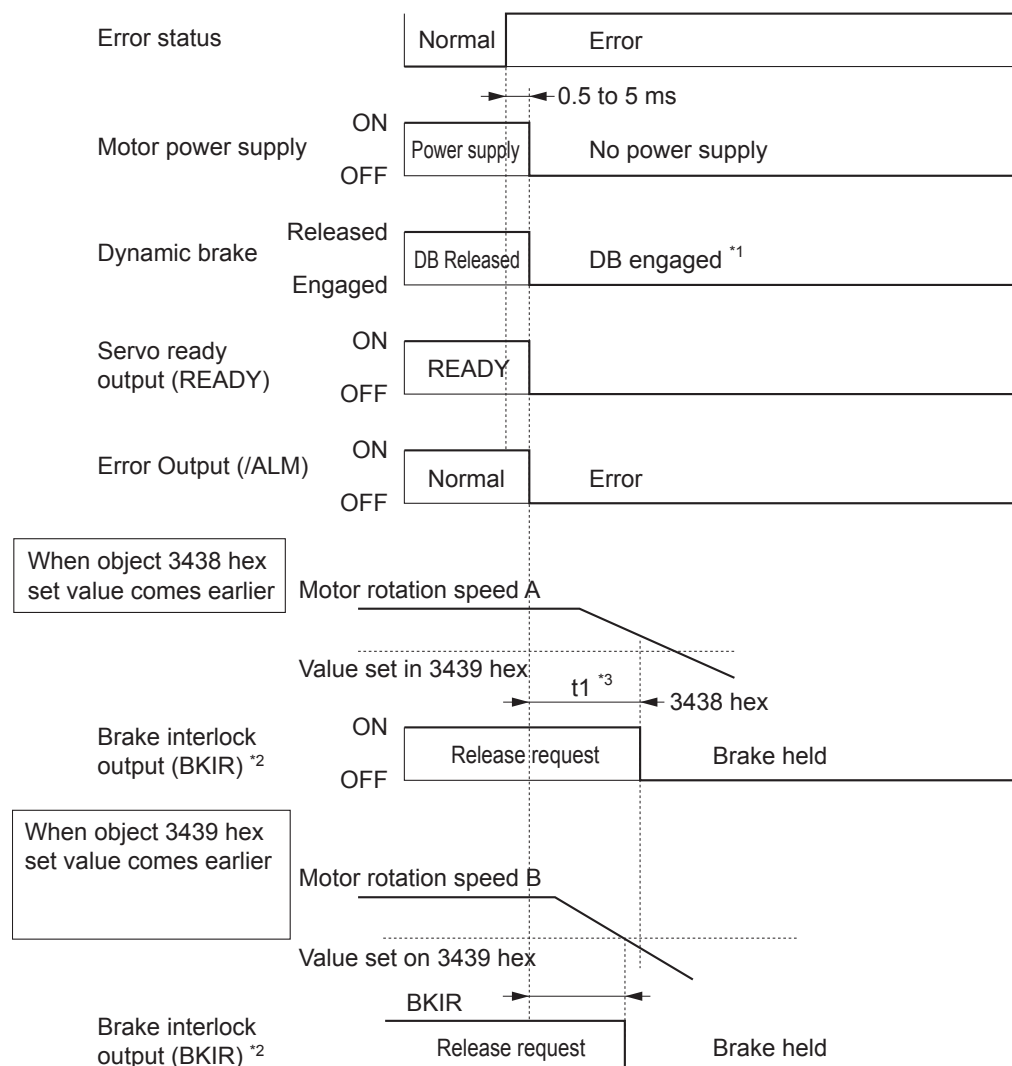 Error status
Normal
Error
0.5 to 5 ms
Motor power supply
ON
OFF
Power supply
No power supply
Dynamic brake
Released
Engaged
DB Released
DB engaged *1
Servo ready
output (READY)
ON
OFF
READY
Error Output (/ALM)
ON
OFF
Normal
Error
When object 3438 hex
set value comes earlier
Motor rotation speed A
Value set in 3439 hex
t1 *3
3438 hex
Brake interlock
output (BKIR) *2
ON
OFF
Release request
Brake held
When object 3439 hex
set value comes earlier
Motor rotation speed B
Value set on 3439 hex
BKIR
Brake interlock
output (BKIR) *2
Release request
Brake held